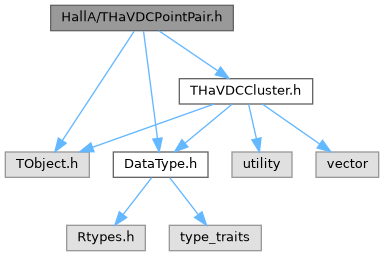 HallA/THaVDCPointPair.h
THaVDCCluster.h
TObject.h
DataType.h
utility
vector
Rtypes.h
type_traits